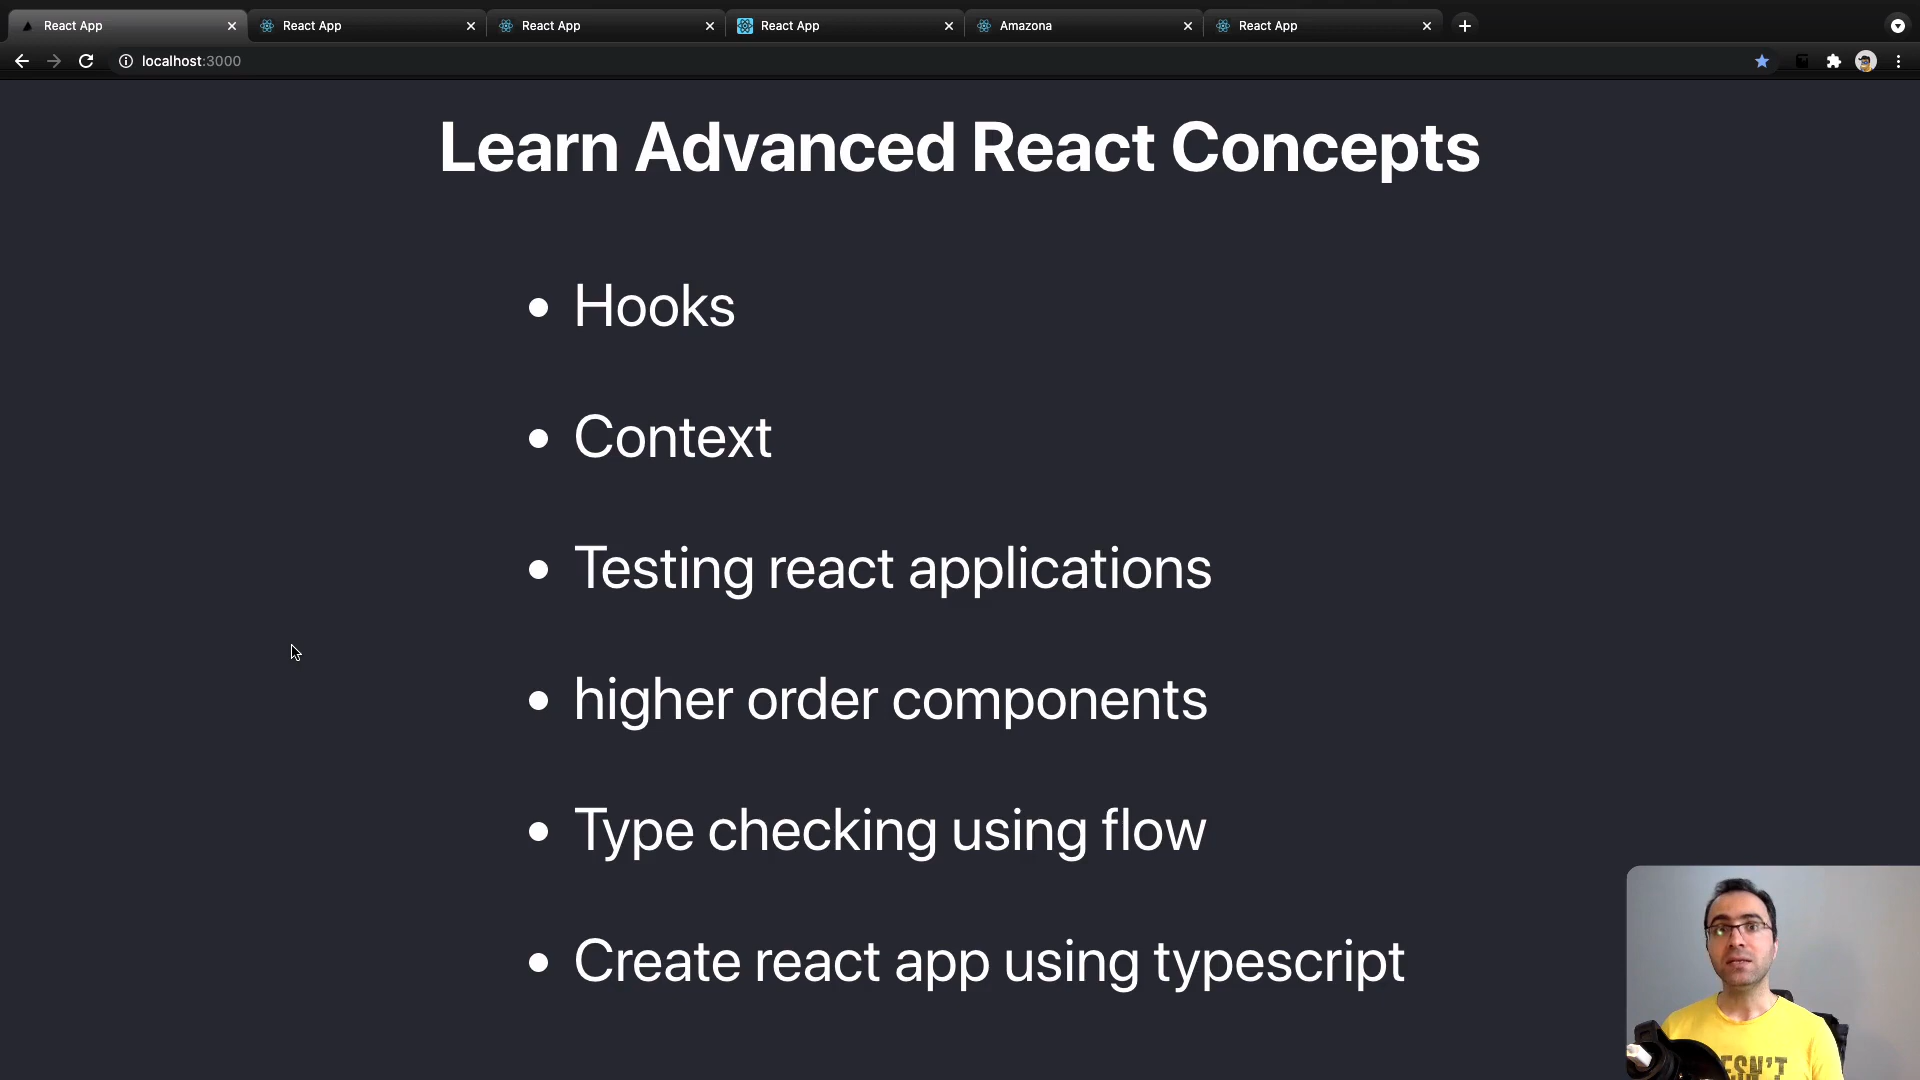 React App
React App
React App
React App
Amazona
React App
localhost:3000
Learn Advanced React Concepts
• Hooks
• Context
• Testing react applications
• higher order components
• Type checking using flow
• Create react app using typescript